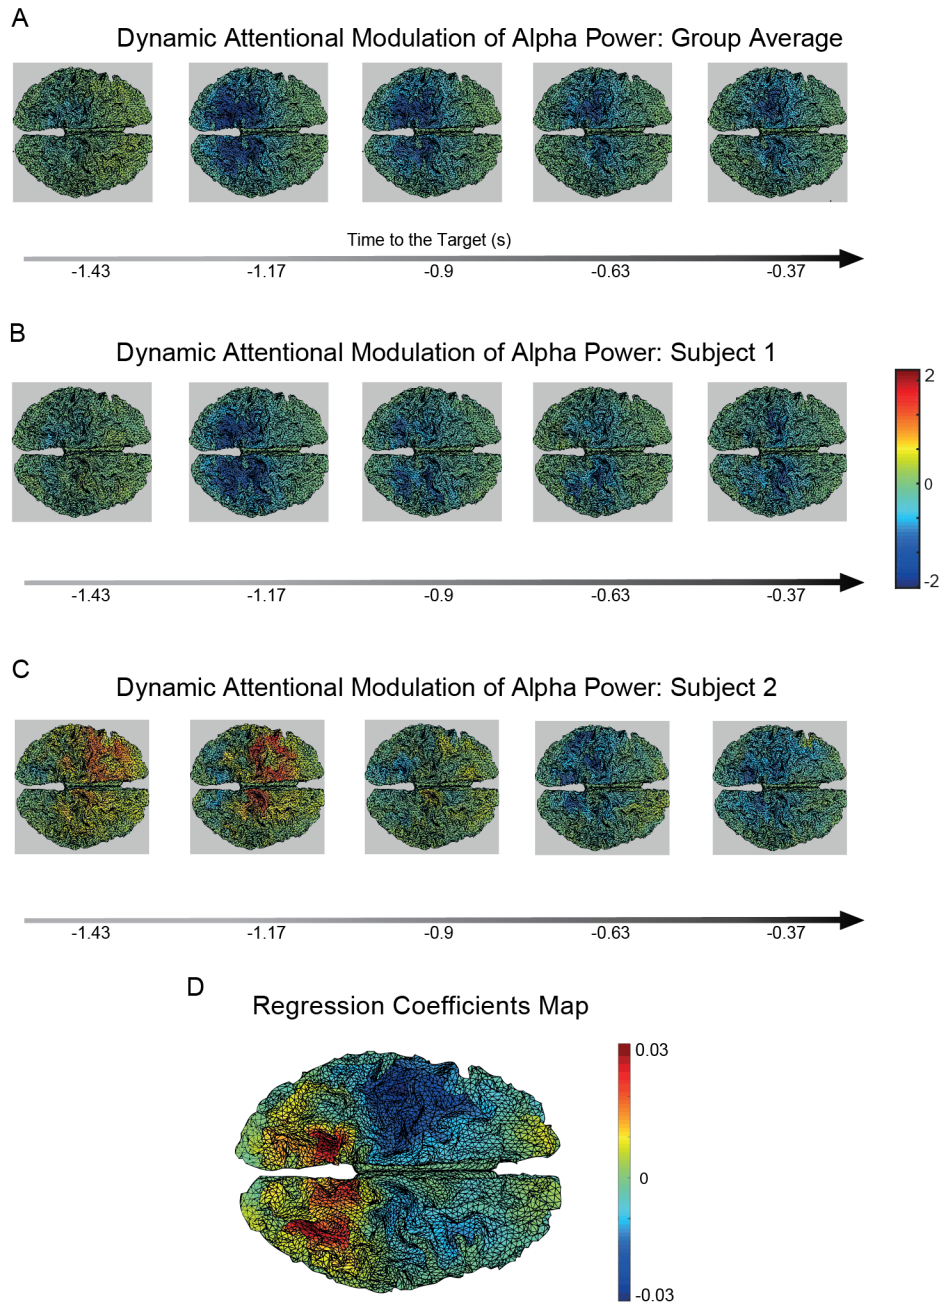 A
Dynamic Attentional Modulation of Alpha Power: Group Average
Time to the Target (s)
-1.43 -1.17 -0.9 -0.63 -0.37
B
Dynamic Attentional Modulation of Alpha Power: Subject 1
2
0
-2
-1.43 -1.17 -0.9 -0.63 -0.37
C
Dynamic Attentional Modulation of Alpha Power: Subject 2
-1.43 -1.17 -0.9 -0.63 -0.37
D
Regression Coefficients Map
0.03
0
-0.03